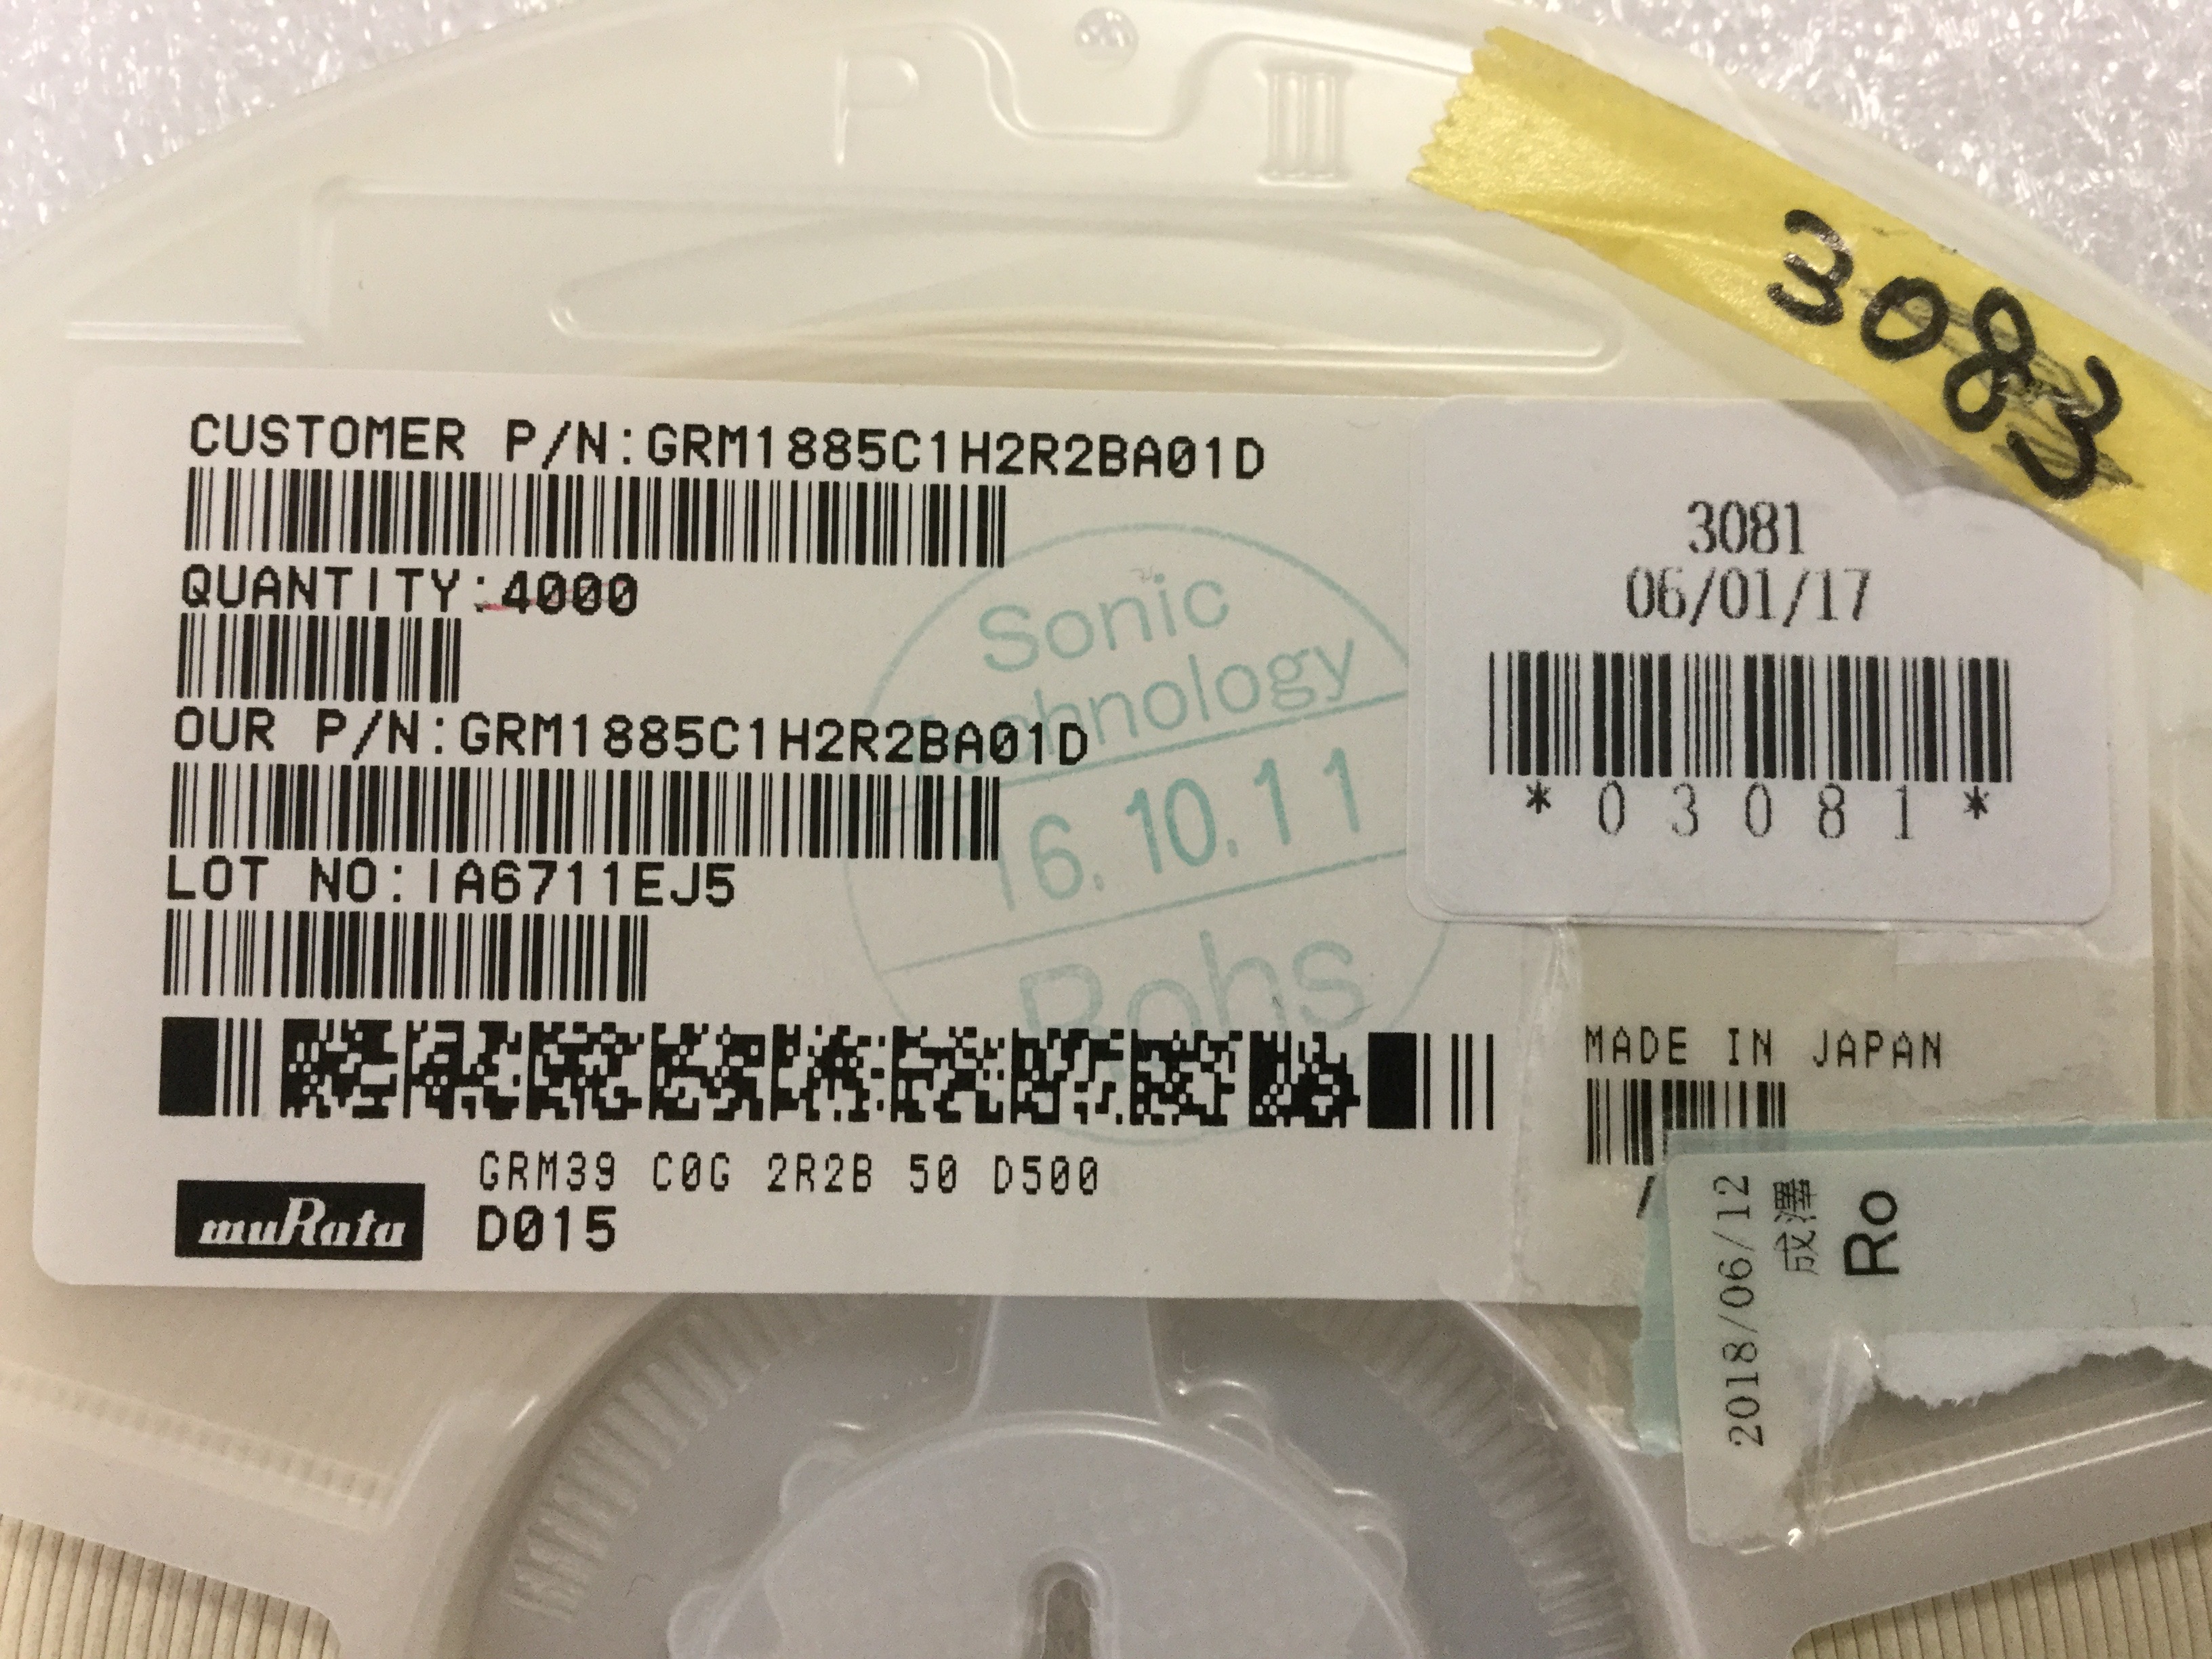 P
3083
CUSTOMER P/N:GRM1885C1H2R2BA01D
QUANTITY:4000
OUR P/N:GRM1885C1H2R2BA01D
LOT NO:IA6711EJ5
Sonic
Technology
16.10.11
Rohs
3081
06/01/17
*03081*
MADE IN JAPAN
GRM39 C0G 2R2B 50 D500
muRata
D015
2018/06/12
成澤
Ro